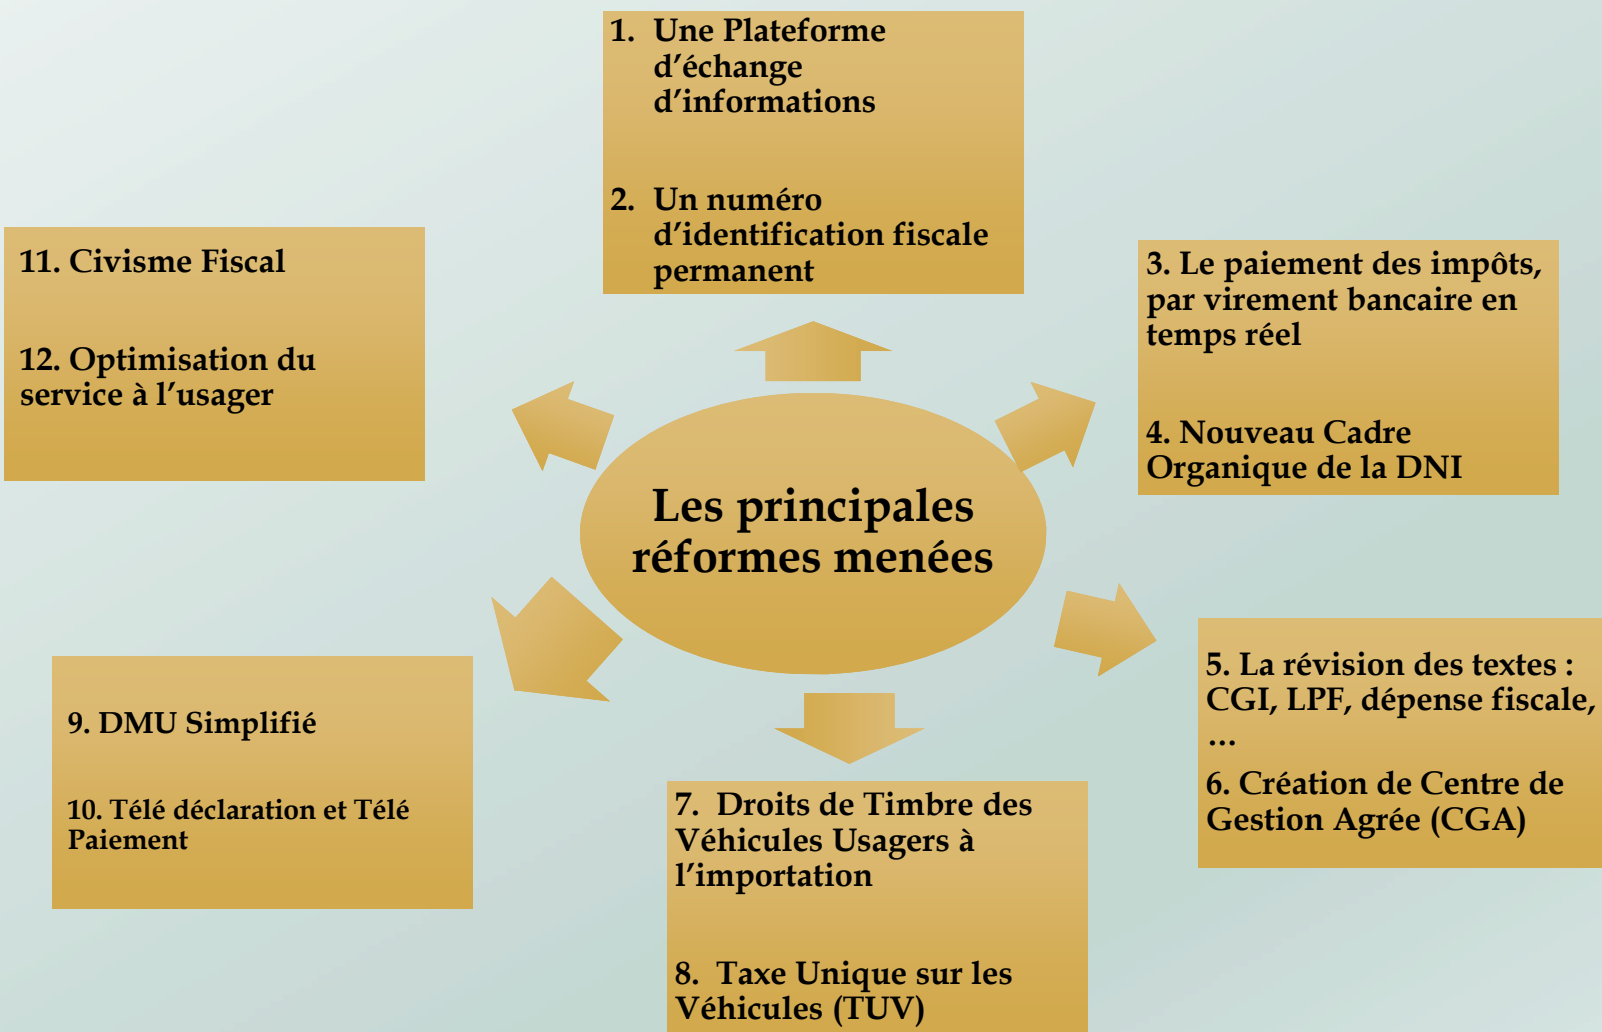 1. Une Plateforme
d’échange
d’informations
2. Un numéro
d’identification fiscale
permanent
3. Le paiement des impôts,
par virement bancaire en
temps réel
4. Nouveau Cadre
Organique de la DNI
5. La révision des textes :
CGI, LPF, dépense fiscale,
…
6. Création de Centre de
Gestion Agrée (CGA)
7. Droits de Timbre des
Véhicules Usagers à
l’importation
8. Taxe Unique sur les
Véhicules (TUV)
9. DMU Simplifié
10. Télé déclaration et Télé
Paiement
11. Civisme Fiscal
12. Optimisation du
service à l’usager
Les principales
réformes menées